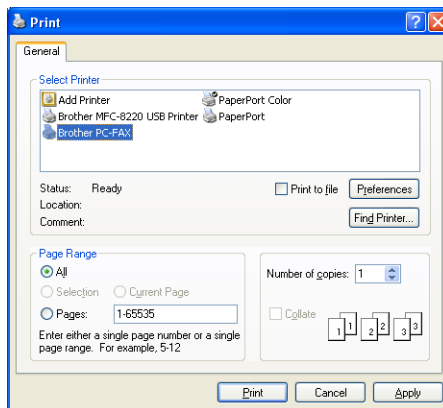 Print
General
Select Printer
Add Printer
PaperPort Color
Brother MFC-8220 USB Printer
PaperPort
Brother PC-FAX
Status: Ready
Location:
Comment:
Print to file
Preferences
Find Printer...
Page Range
All
Selection
Current Page
Pages: 1-65535
Enter either a single page number or a single
page range. For example, 5-12
Number of copies: 1
Collate
1 1 2 2 3 3
Print
Cancel
Apply